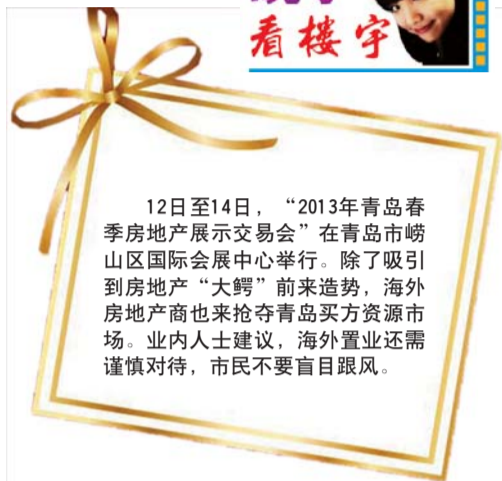 看楼宇
12日至14日，“2013年青岛春
季房地产展示交易会”在青岛市崂
山区国际会展中心举行。除了吸引
到房地产“大鳄”前来造势，海外
房地产商也来抢夺青岛买方资源市
场。业内人士建议，海外置业还需
谨慎对待，市民不要盲目跟风。